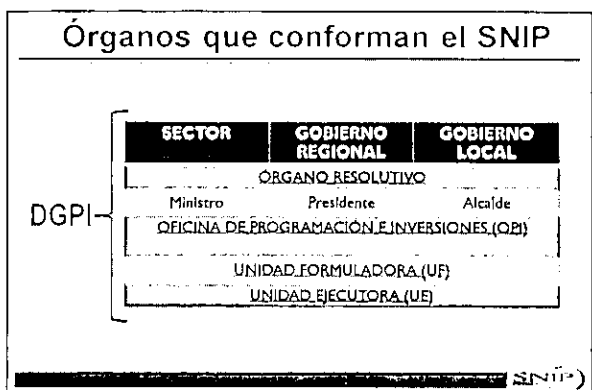 Órganos que conforman el SNIP
SECTOR GOBIERNO REGIONAL GOBIERNO LOCAL
ÓRGANO RESOLUTIVO
Ministro Presidente Alcalde
DGPI
OFICINA DE PROGRAMACIÓN E INVERSIONES (OPI)
UNIDAD FORMULADORA (UF)
UNIDAD EJECUTORA (UE)
SNIP)